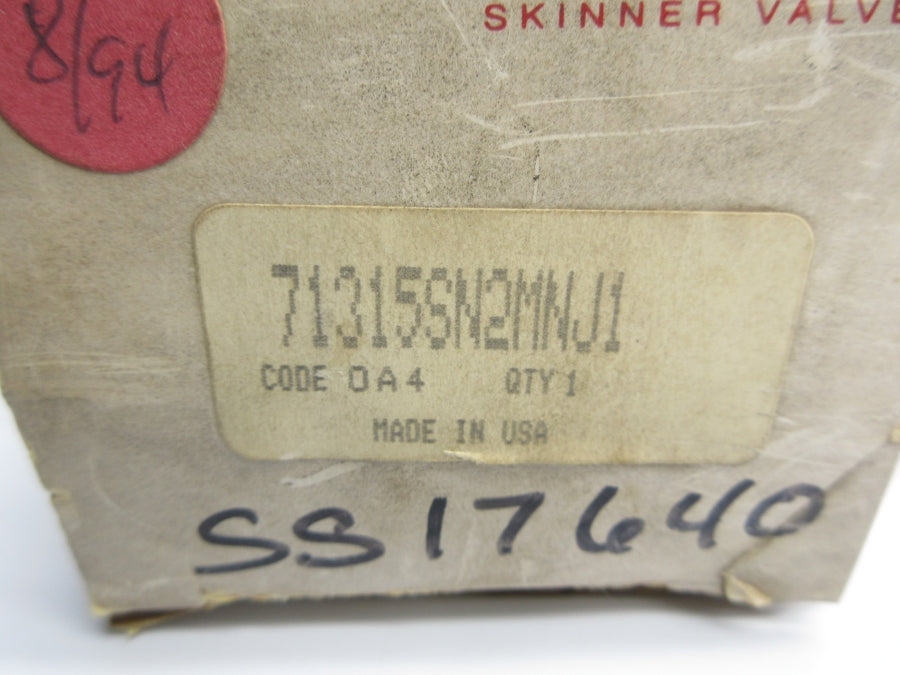 SKINNER VALVE
8/94
71315SN2MNJ1
CODE 0A4 QTY 1
MADE IN USA
SS17640